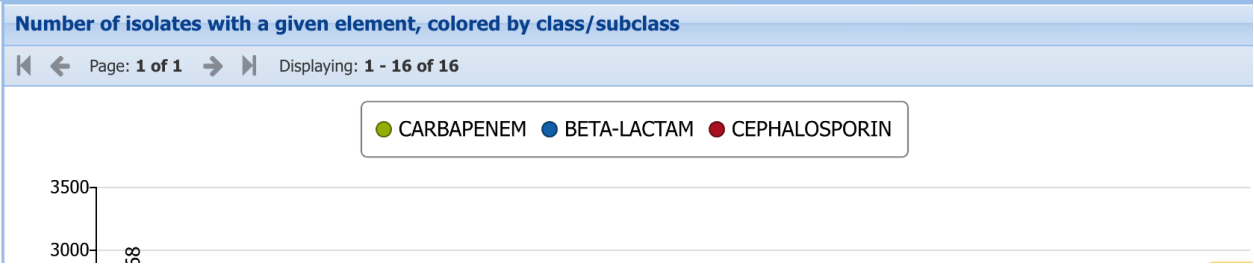 Number of isolates with a given element, colored by class/subclass
Page: 1 of 1 Displaying: 1 - 16 of 16
CARBAPENEM BETA-LACTAM CEPHALOSPORIN
3500
3000